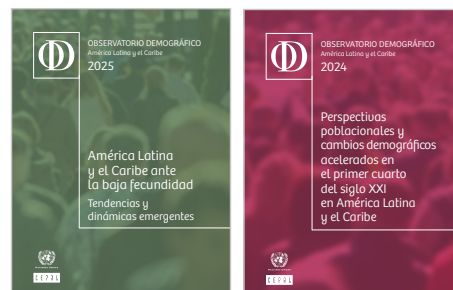 OBSERVATORIO DEMOGRÁFICO
América Latina y el Caribe
2025
América Latina
y el Caribe ante
la baja fecundidad
Tendencias y
dinámicas emergentes
CEPAL
OBSERVATORIO DEMOGRÁFICO
América Latina y el Caribe
2024
Perspectivas
poblacionales y
cambios demográficos
acelerados en
el primer cuarto
del siglo XXI
en América Latina
y el Caribe
CEPAL